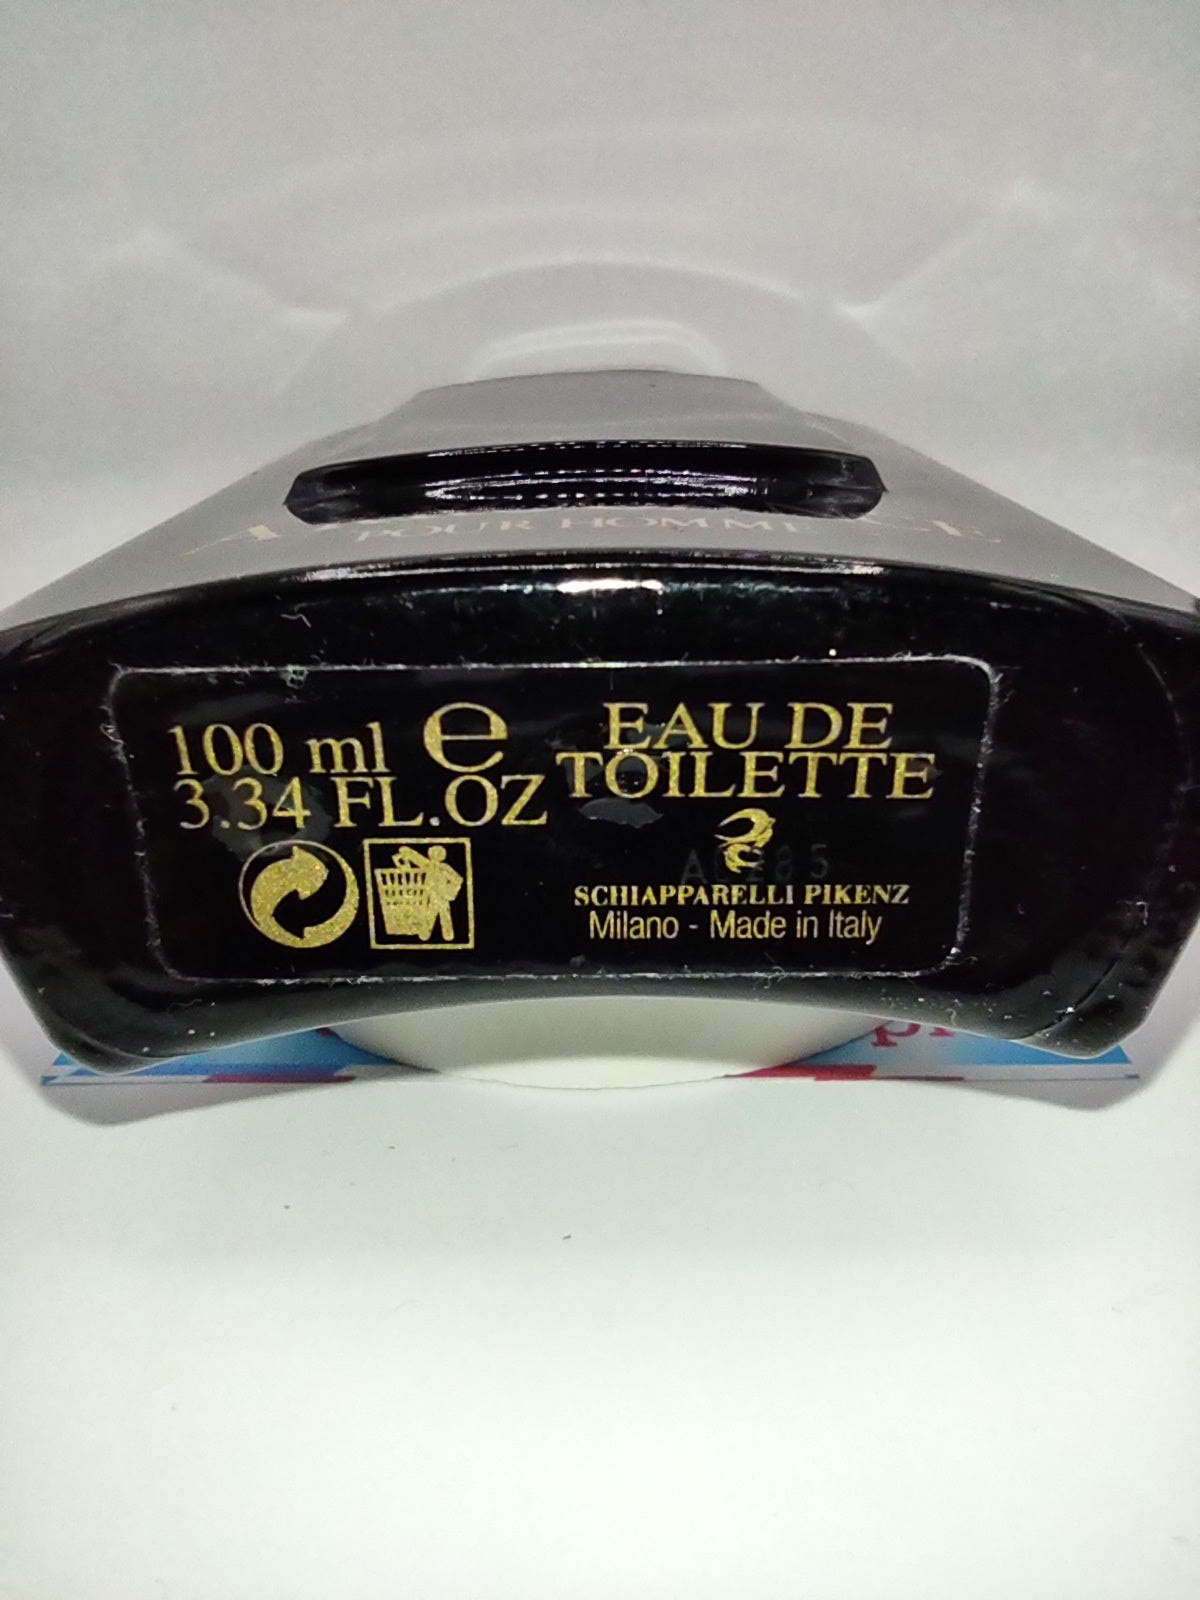 POUR HOMME
100 ml e
3.34 FL.OZ
EAU DE
TOILETTE
SCHIAPPARELLI PIKENZ
Milano - Made in Italy